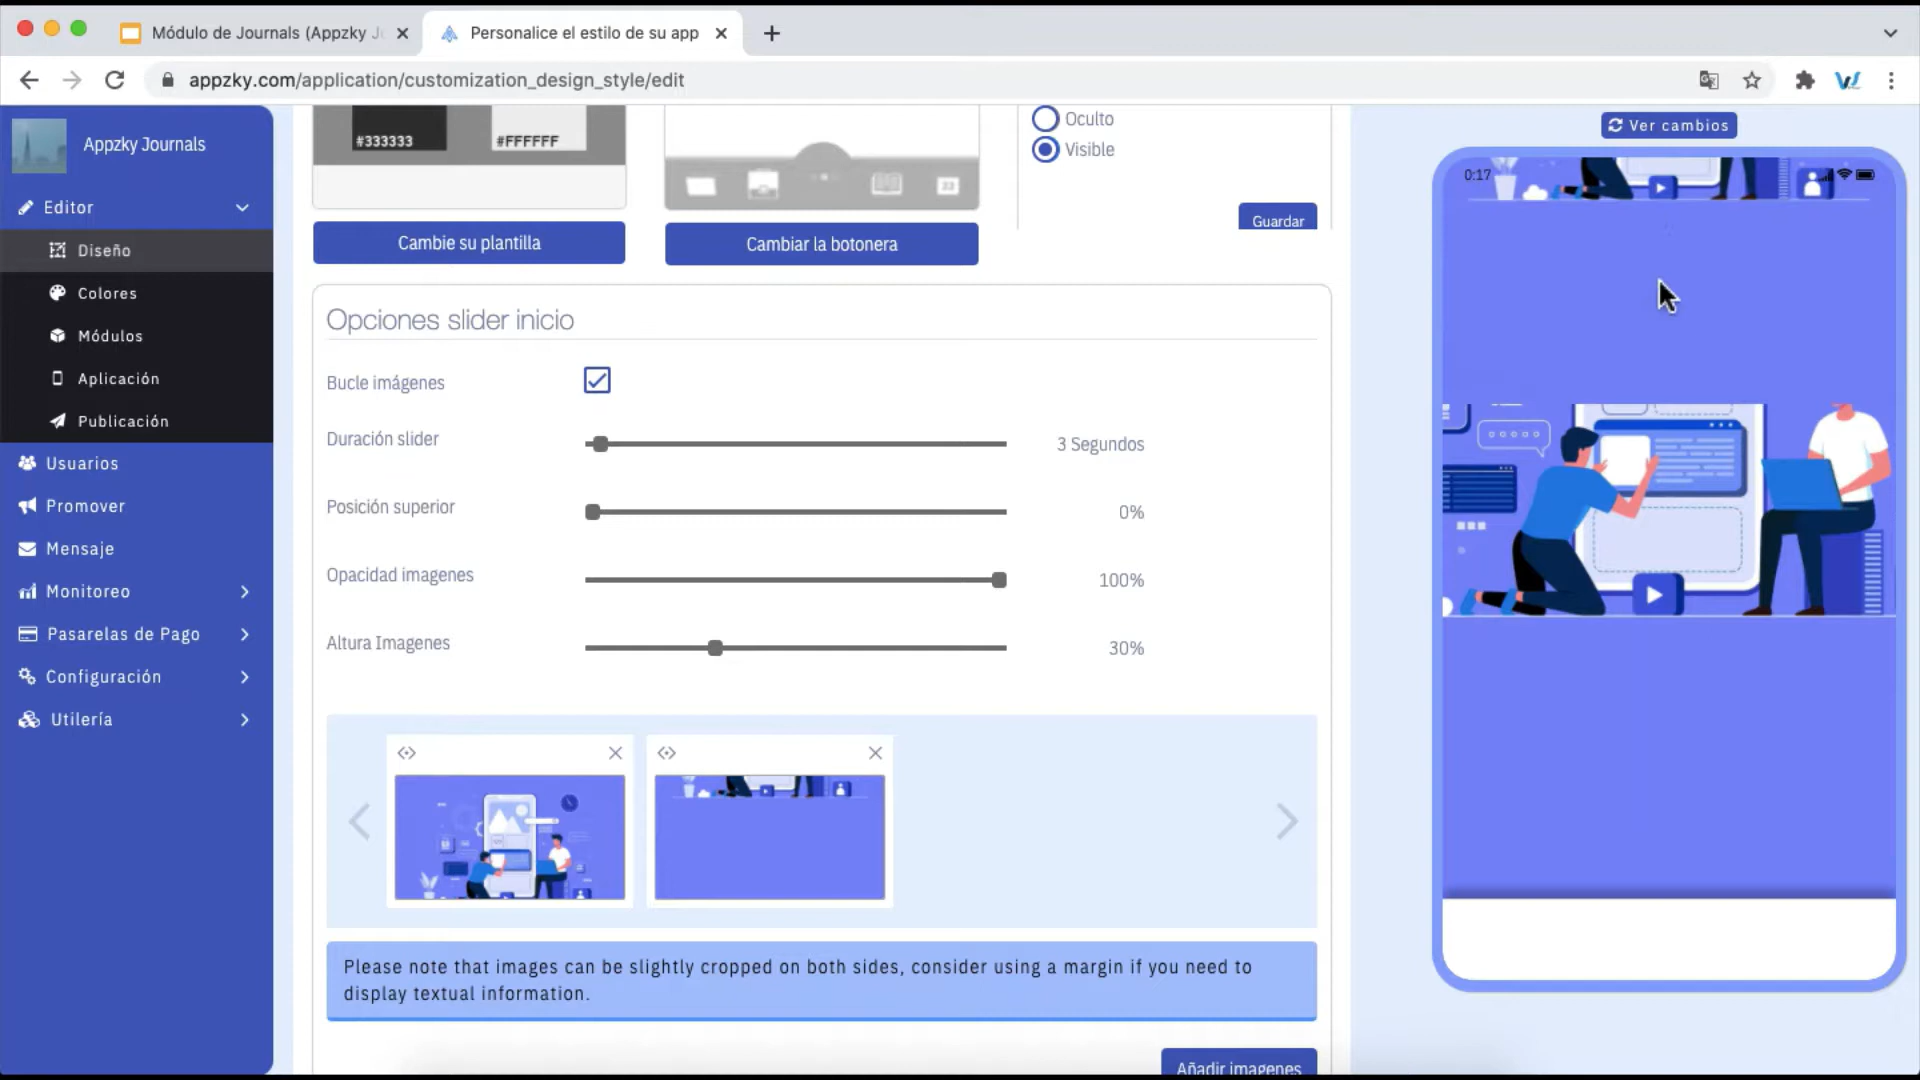 Módulo de Journals (Appzky J
Personalice el estilo de su app
appzky.com/application/customization_design_style/edit
Appzky Journals
Editor
Diseño
Colores
Módulos
Aplicación
Publicación
Usuarios
Promover
Mensaje
Monitoreo
Pasarelas de Pago
Configuración
Utilería
#333333
#FFFFFF
Cambie su plantilla
Cambiar la botonera
Oculto
Visible
Guardar
Opciones slider inicio
Bucle imágenes
Duración slider
3 Segundos
Posición superior
0%
Opacidad imagenes
100%
Altura Imagenes
30%
Please note that images can be slightly cropped on both sides, consider using a margin if you need to
display textual information.
Añadir imagenes
Ver cambios
0:17